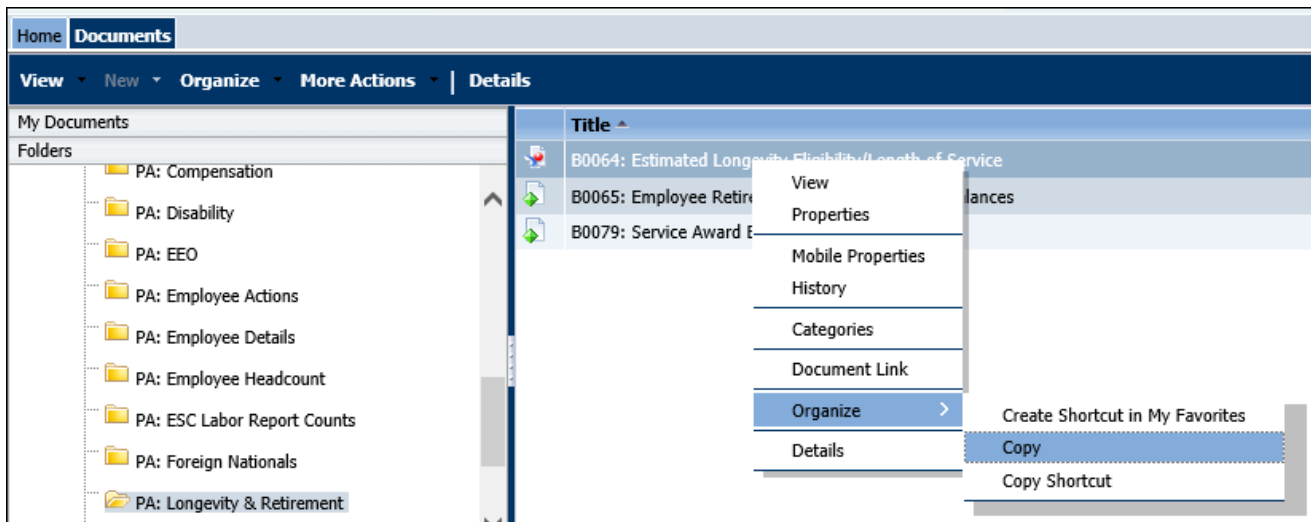 Home Documents
View New Organize More Actions | Details
My Documents
Folders
PA: Compensation
PA: Disability
PA: EEO
PA: Employee Actions
PA: Employee Details
PA: Employee Headcount
PA: ESC Labor Report Counts
PA: Foreign Nationals
PA: Longevity & Retirement
Title
B0064: Estimated Longevity Eligibility/Length of Service
B0065: Employee Retire lances
B0079: Service Award E
View
Properties
Mobile Properties
History
Categories
Document Link
Organize
Details
Create Shortcut in My Favorites
Copy
Copy Shortcut